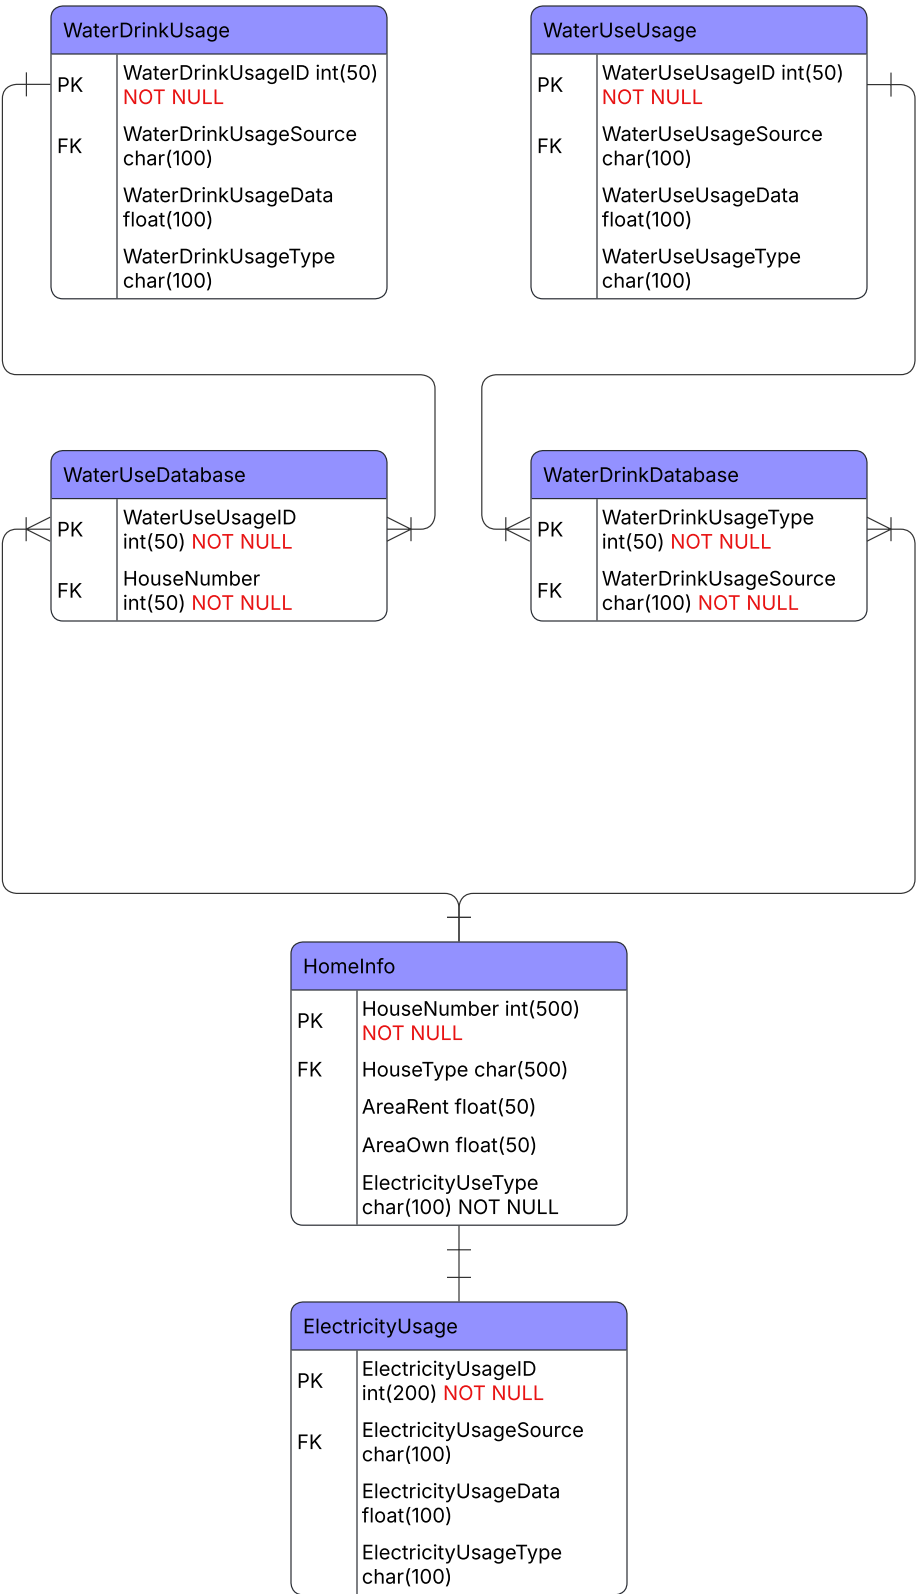 WaterDrinkUsage
PK
WaterDrinkUsageID int(50)
NOT NULL
FK
WaterDrinkUsageSource
char(100)
WaterDrinkUsageData
float(100)
WaterDrinkUsageType
char(100)
WaterUseUsage
PK
WaterUseUsageID int(50)
NOT NULL
FK
WaterUseUsageSource
char(100)
WaterUseUsageData
float(100)
WaterUseUsageType
char(100)
WaterUseDatabase
PK
WaterUseUsageID
int(50) NOT NULL
FK
HouseNumber
int(50) NOT NULL
WaterDrinkDatabase
PK
WaterDrinkUsageType
int(50) NOT NULL
FK
WaterDrinkUsageSource
char(100) NOT NULL
HomeInfo
PK
HouseNumber int(500)
NOT NULL
FK
HouseType char(500)
AreaRent float(50)
AreaOwn float(50)
ElectricityUseType
char(100) NOT NULL
ElectricityUsage
PK
ElectricityUsageID
int(200) NOT NULL
FK
ElectricityUsageSource
char(100)
ElectricityUsageData
float(100)
ElectricityUsageType
char(100)